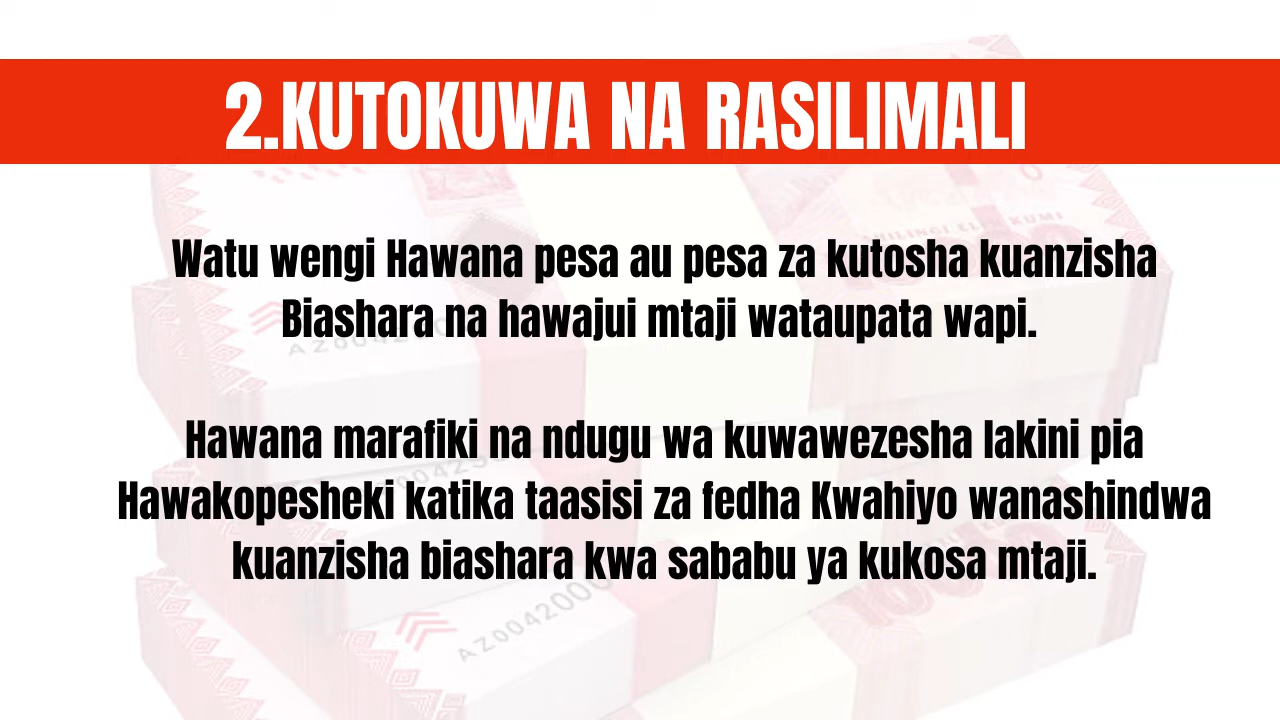 2.KUTOKUWA NA RASILIMALI
Watu wengi Hawana pesa au pesa za kutosha kuanzisha
Biashara na hawajui mtaji wataupata wapi.
Hawana marafiki na ndugu wa kuwawezesha lakini pia
Hawakopesheki katika taasisi za fedha Kwahiyo wanashindwa
kuanzisha biashara kwa sababu ya kukosa mtaji.